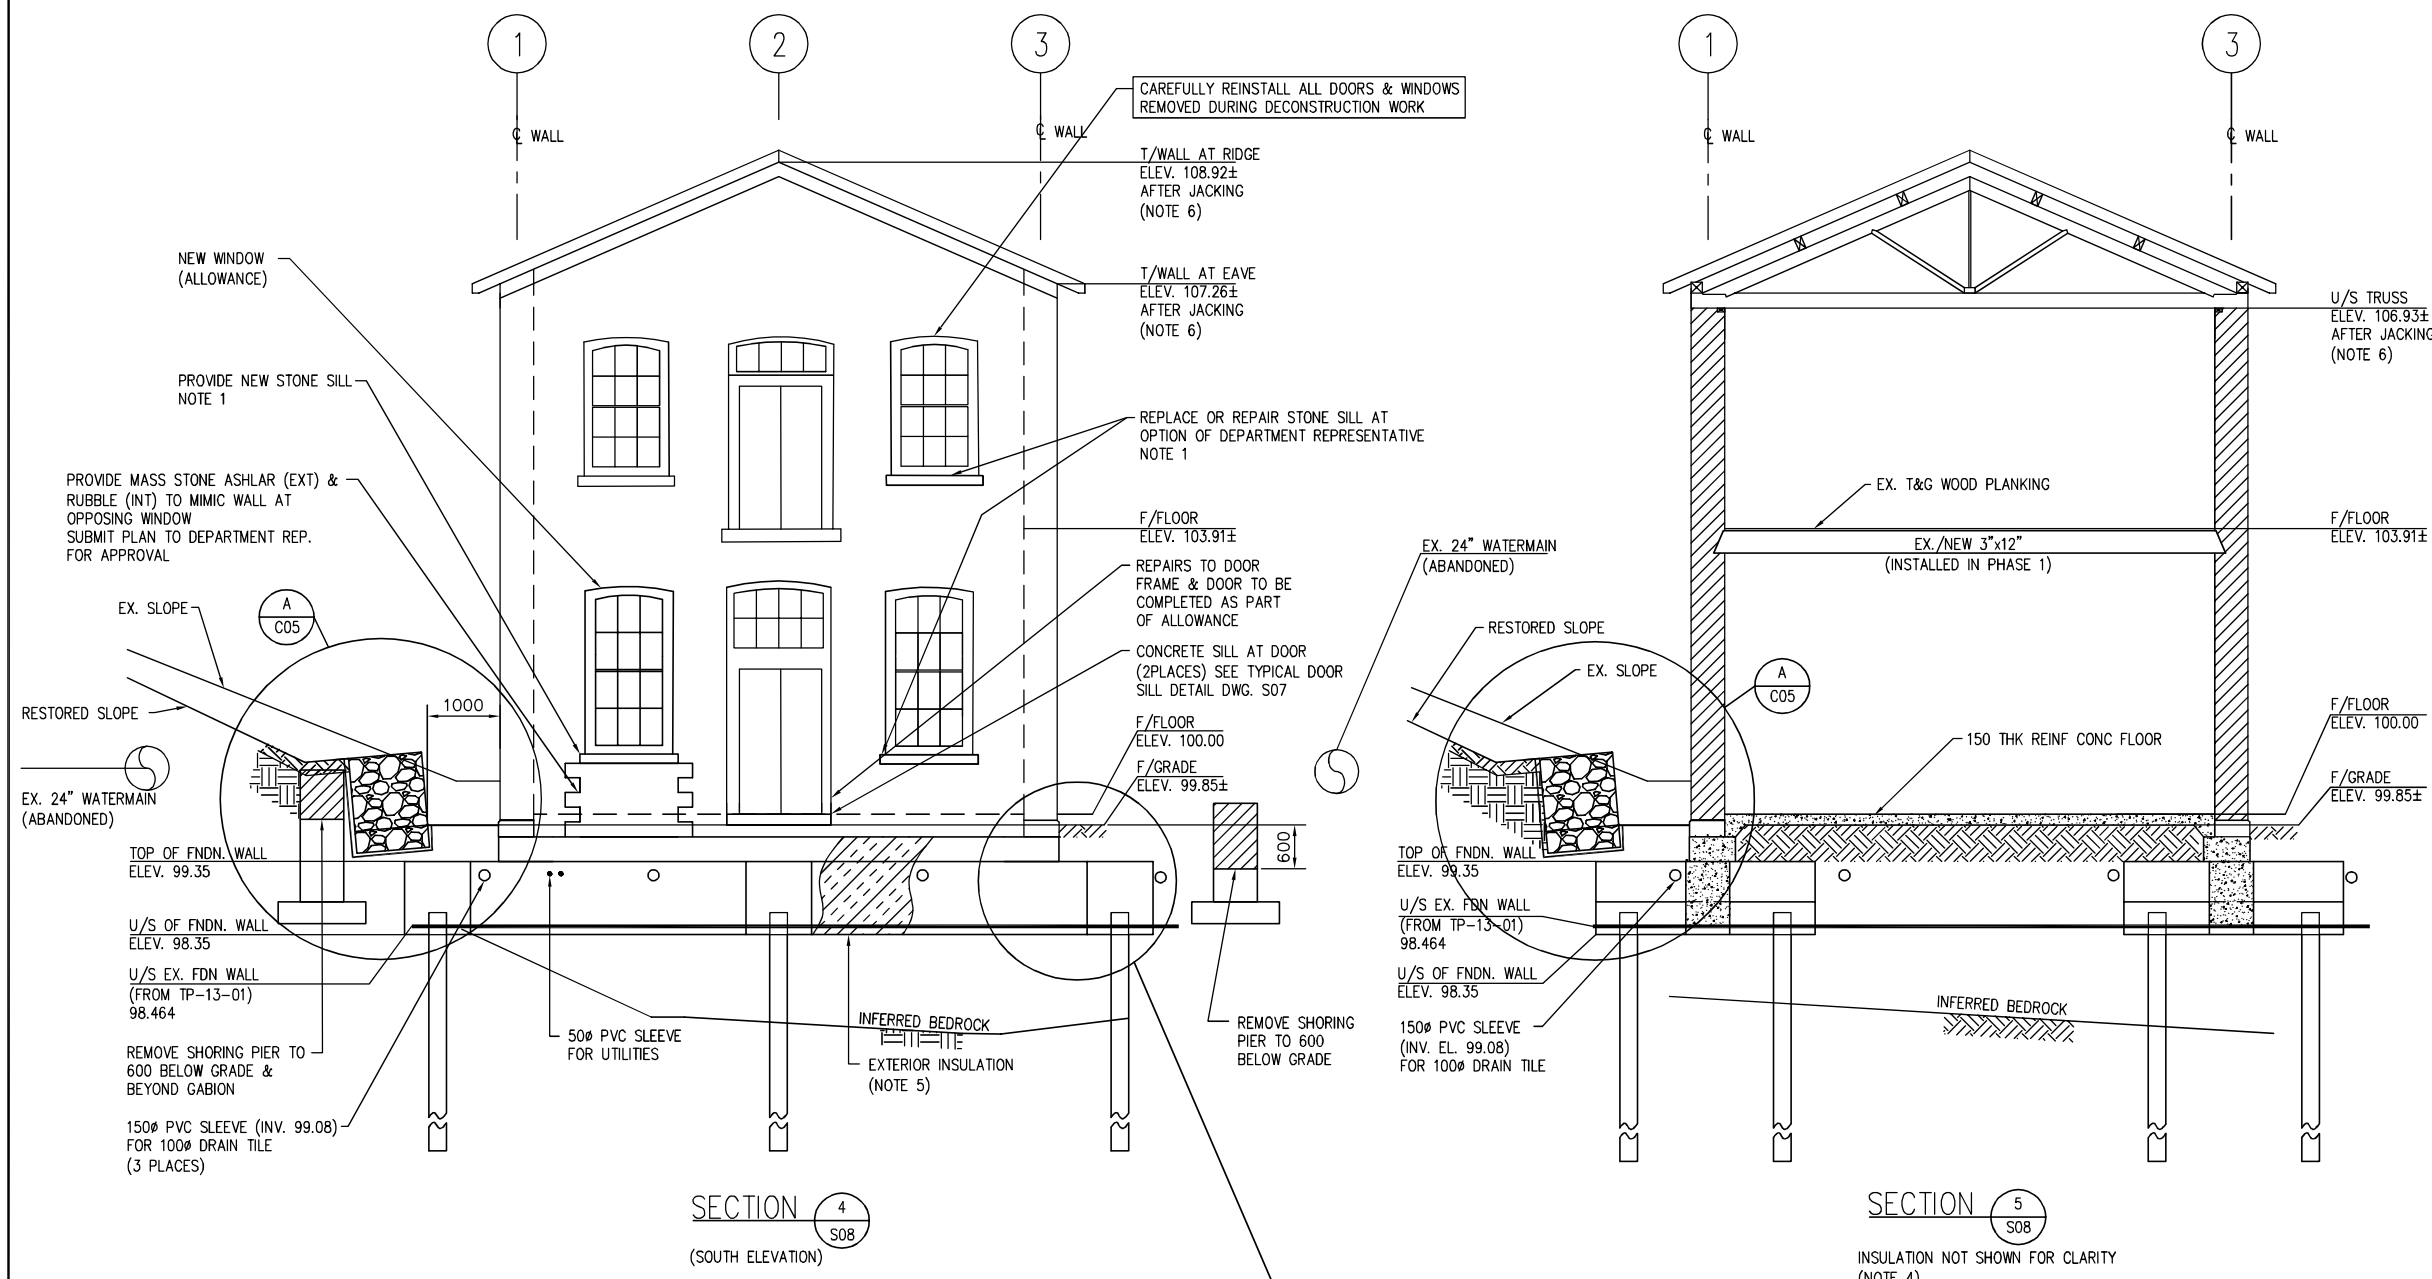 1
2
3
℄ WALL
℄ WALL
CAREFULLY REINSTALL ALL DOORS & WINDOWS
REMOVED DURING DECONSTRUCTION WORK
T/WALL AT RIDGE
ELEV. 108.92±
AFTER JACKING
(NOTE 6)
T/WALL AT EAVE
ELEV. 107.26±
AFTER JACKING
(NOTE 6)
NEW WINDOW
(ALLOWANCE)
PROVIDE NEW STONE SILL
NOTE 1
PROVIDE MASS STONE ASHLAR (EXT) &
RUBBLE (INT) TO MIMIC WALL AT
OPPOSING WINDOW
SUBMIT PLAN TO DEPARTMENT REP.
FOR APPROVAL
REPLACE OR REPAIR STONE SILL AT
OPTION OF DEPARTMENT REPRESENTATIVE
NOTE 1
F/FLOOR
ELEV. 103.91±
REPAIRS TO DOOR
FRAME & DOOR TO BE
COMPLETED AS PART
OF ALLOWANCE
CONCRETE SILL AT DOOR
(2PLACES) SEE TYPICAL DOOR
SILL DETAIL DWG. S07
F/FLOOR
ELEV. 100.00
F/GRADE
ELEV. 99.85±
EX. SLOPE
A
C05
RESTORED SLOPE
1000
EX. 24" WATERMAIN
(ABANDONED)
TOP OF FNDN. WALL
ELEV. 99.35
U/S OF FNDN. WALL
ELEV. 98.35
U/S EX. FDN WALL
(FROM TP-13-01)
98.464
REMOVE SHORING PIER TO
600 BELOW GRADE &
BEYOND GABION
150ø PVC SLEEVE (INV. 99.08)
FOR 100ø DRAIN TILE
(3 PLACES)
50ø PVC SLEEVE
FOR UTILITIES
INFERRED BEDROCK
EXTERIOR INSULATION
(NOTE 5)
600
REMOVE SHORING
PIER TO 600
BELOW GRADE
SECTION
4
S08
(SOUTH ELEVATION)
1
3
℄ WALL
℄ WALL
U/S TRUSS
ELEV. 106.93±
AFTER JACKING
(NOTE 6)
EX. T&G WOOD PLANKING
F/FLOOR
ELEV. 103.91±
EX./NEW 3"x12"
(INSTALLED IN PHASE 1)
EX. 24" WATERMAIN
(ABANDONED)
RESTORED SLOPE
EX. SLOPE
A
C05
F/FLOOR
ELEV. 100.00
150 THK REINF CONC FLOOR
F/GRADE
ELEV. 99.85±
TOP OF FNDN. WALL
ELEV. 99.35
U/S EX. FDN WALL
(FROM TP-13-01)
98.464
U/S OF FNDN. WALL
ELEV. 98.35
150ø PVC SLEEVE
(INV. EL. 99.08)
FOR 100ø DRAIN TILE
INFERRED BEDROCK
SECTION
5
S08
INSULATION NOT SHOWN FOR CLARITY
(NOTE 4)